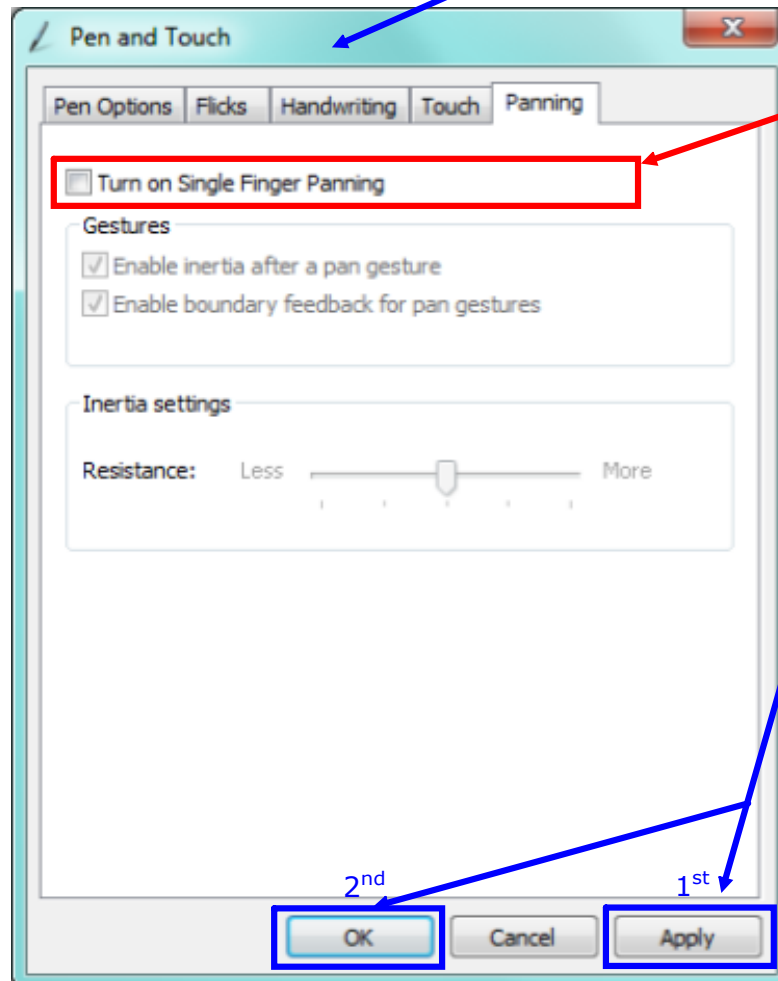 Pen and Touch
Pen Options Flicks Handwriting Touch Panning
Turn on Single Finger Panning
Gestures
Enable inertia after a pan gesture
Enable boundary feedback for pan gestures
Inertia settings
Resistance: Less More
2nd 1st
OK Cancel Apply